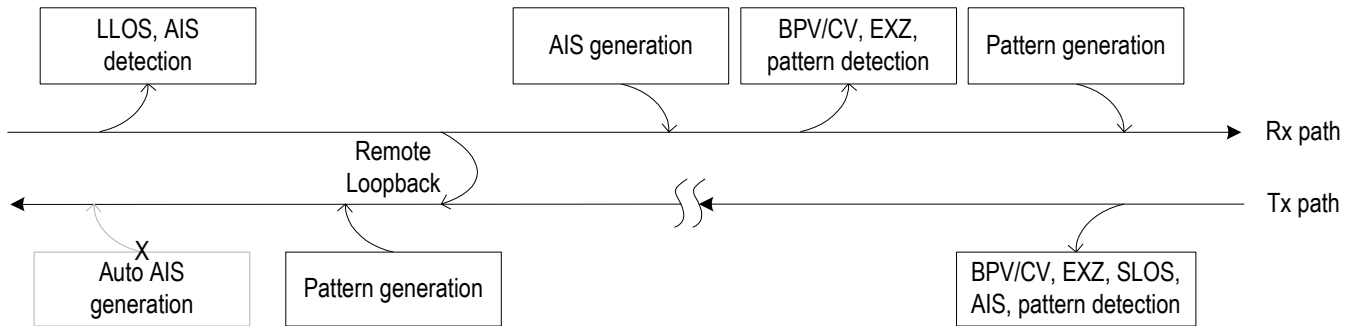 LLOS, AIS
detection
AIS generation
BPV/CV, EXZ,
pattern detection
Pattern generation
Rx path
Remote
Loopback
Tx path
X
Auto AIS
generation
Pattern generation
BPV/CV, EXZ, SLOS,
AIS, pattern detection